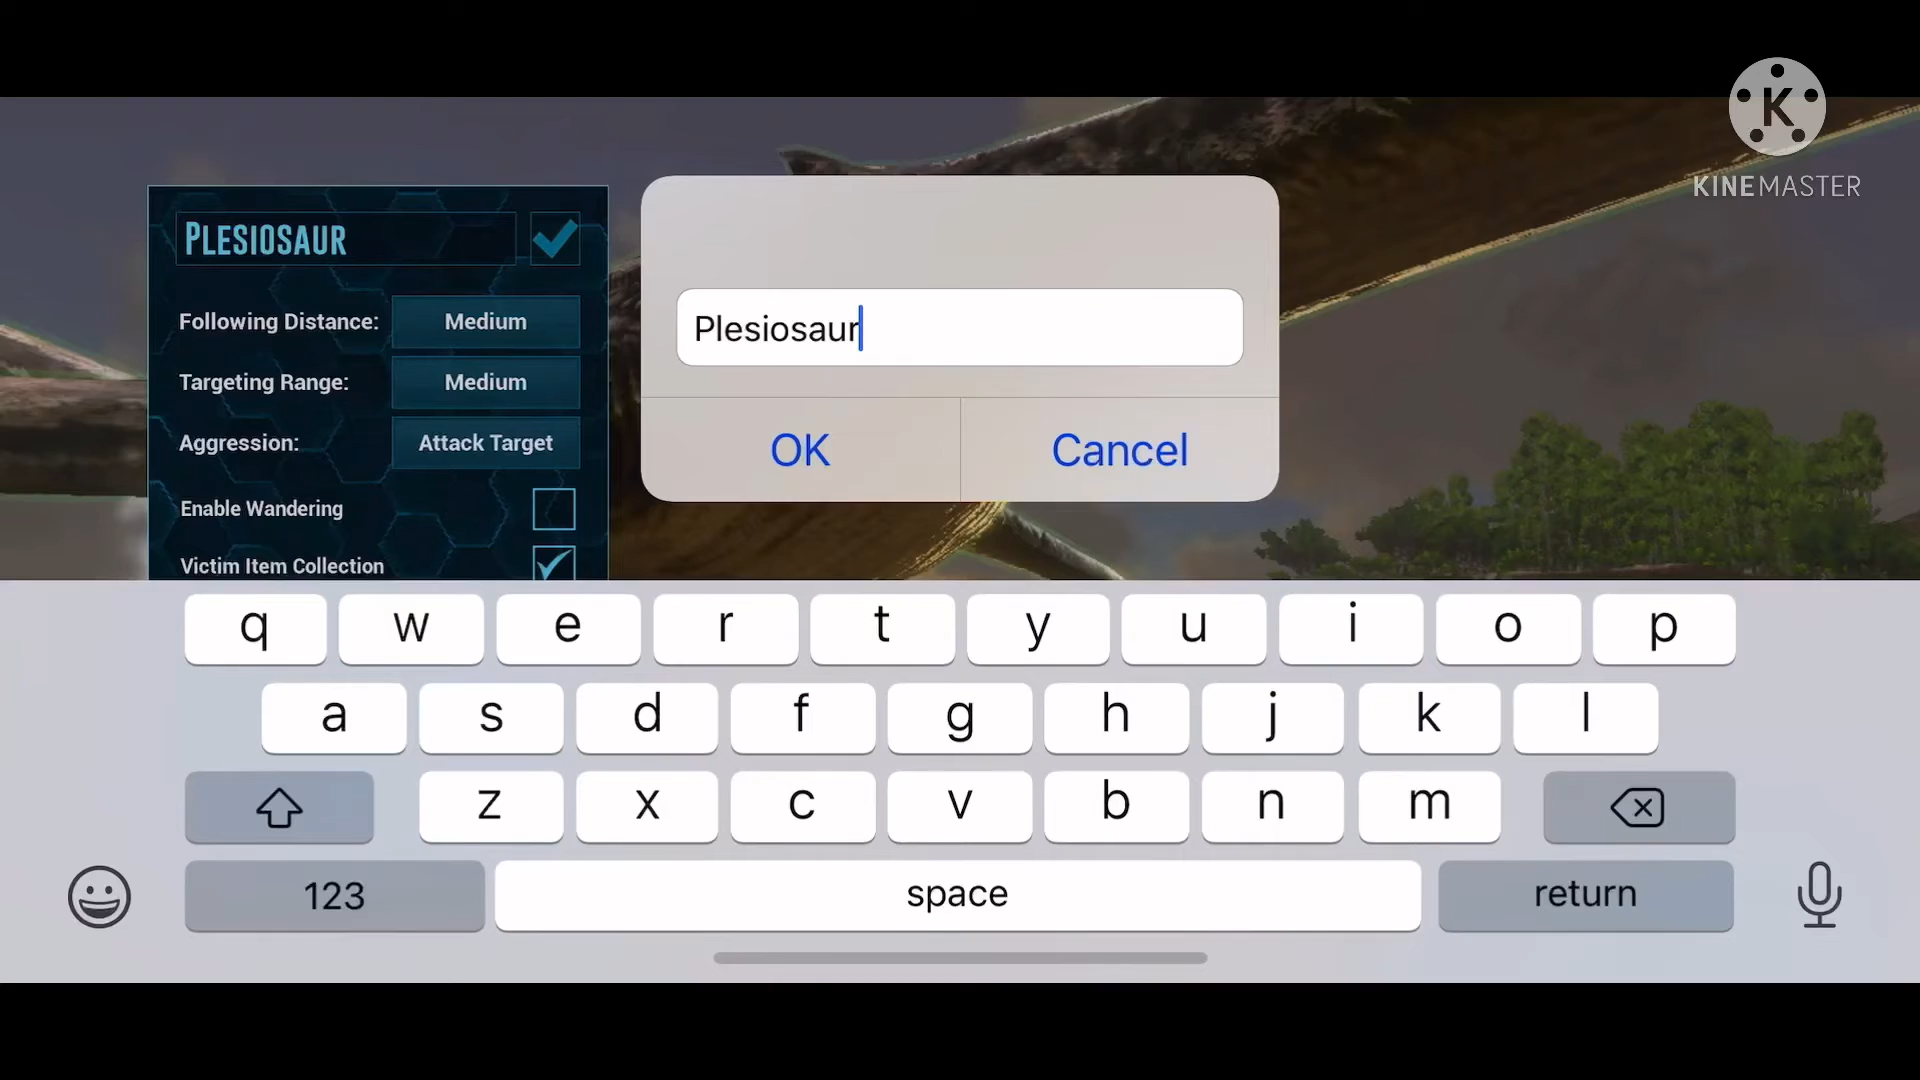 K
KINEMASTER
PLESIOSAUR
Following Distance: Medium
Targeting Range: Medium
Aggression: Attack Target
Enable Wandering
Victim Item Collection
Plesiosaur
OK Cancel
q w e r t y u i o p
a s d f g h j k l
z x c v b n m
123 space return